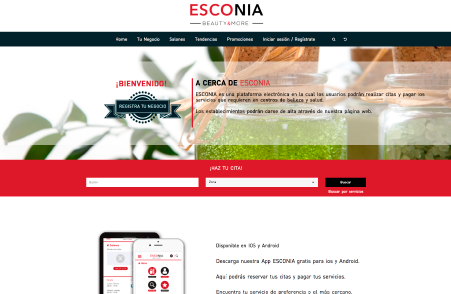 ESCONIA
BEAUTY&MORE
Home Tu Negocio Salones Tendencias Promociones Iniciar sesión / Regístrate
¡BIENVENIDO!
REGISTRA TU NEGOCIO
A CERCA DE ESCONIA
ESCONIA es una plataforma electrónica en la cual los usuarios podrán realizar citas y pagar los
servicios que requieran en centros de belleza y salud.
Los establecimientos podrán darse de alta através de nuestra página web.
¡HAZ TU CITA!
Buscar
Buscar por servicios
ESCONIA
Disponible en IOS y Android
Descarga nuestra App ESCONIA gratis para ios y Android.
Aquí podrás reservar tus citas y pagar tus servicios.
Encuentra tu servicio de preferencia o el más cercano.